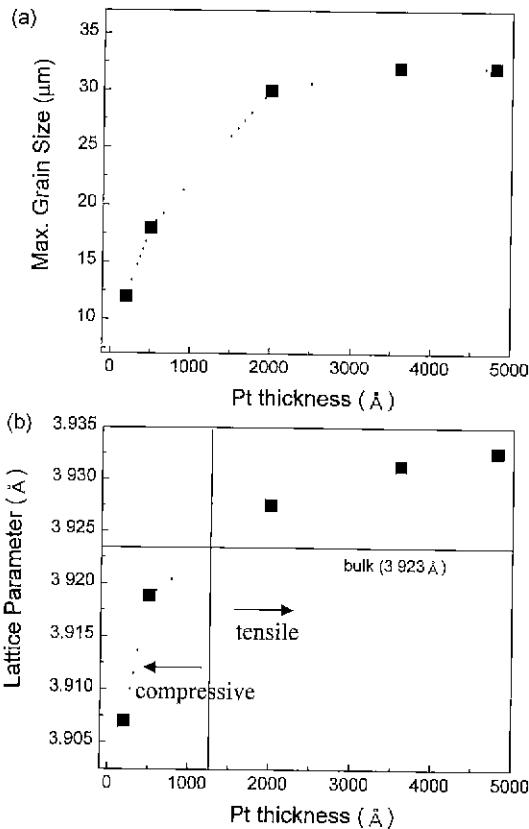 (a)
35
30
25
20
15
10
Max. Grain Size (μm)
0 1000 2000 3000 4000 5000
Pt thickness (Å)
(b)
3.935
3 930
3 925
3 920
3.915
3.910
3.905
Lattice Parameter (Å)
bulk (3 923 Å)
tensile
compressive
0 1000 2000 3000 4000 5000
Pt thickness (Å)